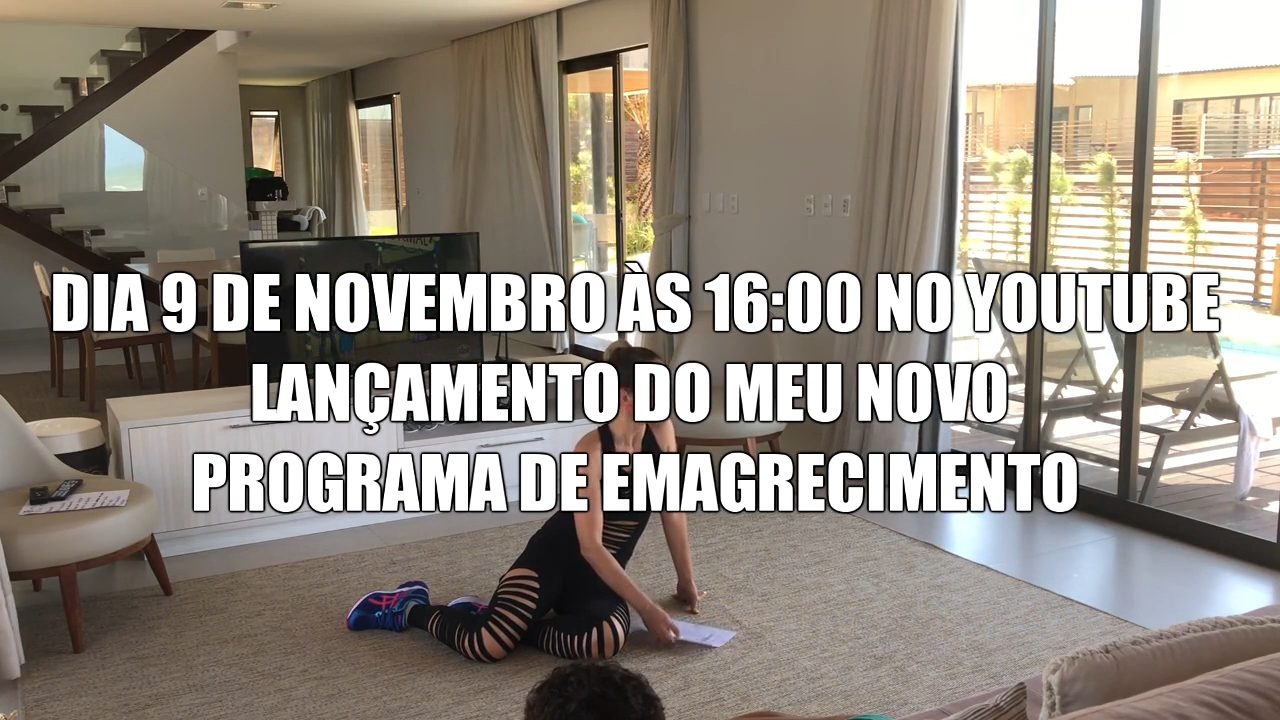 DIA 9 DE NOVEMBRO ÀS 16:00 NO YOUTUBE
LANÇAMENTO DO MEU NOVO
PROGRAMA DE EMAGRECIMENTO